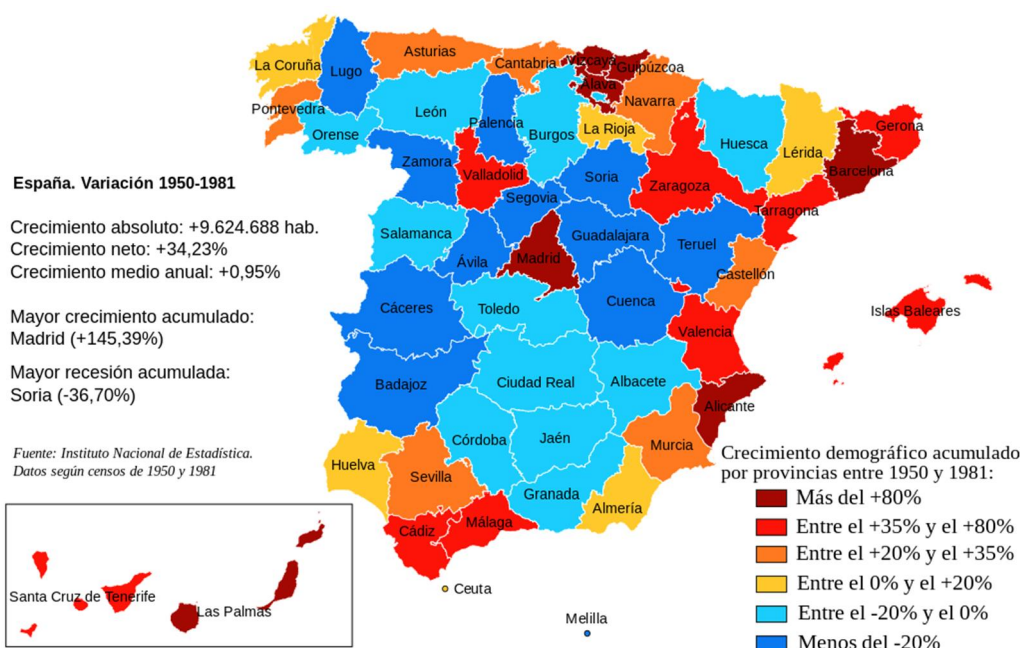 Asturias
Cantabria
Vizcaya
Guipúzcoa
La Coruña
Lugo
Álava
Navarra
Pontevedra
León
Palencia
Burgos
La Rioja
Orense
Huesca
Lérida
Gerona
Barcelona
Zamora
Valladolid
Soria
Zaragoza
Tarragona
Segovia
España. Variación 1950-1981
Crecimiento absoluto: +9.624.688 hab.
Crecimiento neto: +34,23%
Crecimiento medio anual: +0,95%
Mayor crecimiento acumulado:
Madrid (+145,39%)
Mayor recesión acumulada:
Soria (-36,70%)
Fuente: Instituto Nacional de Estadística.
Datos según censos de 1950 y 1981
Salamanca
Ávila
Madrid
Guadalajara
Teruel
Castellón
Cáceres
Toledo
Cuenca
Valencia
Islas Baleares
Badajoz
Ciudad Real
Albacete
Alicante
Córdoba
Jaén
Murcia
Huelva
Sevilla
Granada
Almería
Cádiz
Málaga
Ceuta
Melilla
Santa Cruz de Tenerife
Las Palmas
Crecimiento demográfico acumulado
por provincias entre 1950 y 1981:
Más del +80%
Entre el +35% y el +80%
Entre el +20% y el +35%
Entre el 0% y el +20%
Entre el -20% y el 0%
Menos del -20%